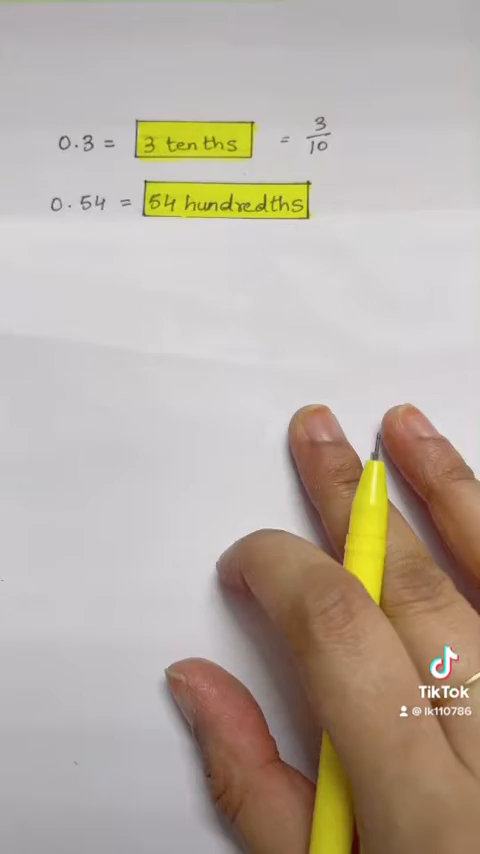 0.3 = 3 tenths = 3/10
0.54 = 54 hundredths
TikTok
@lk110786